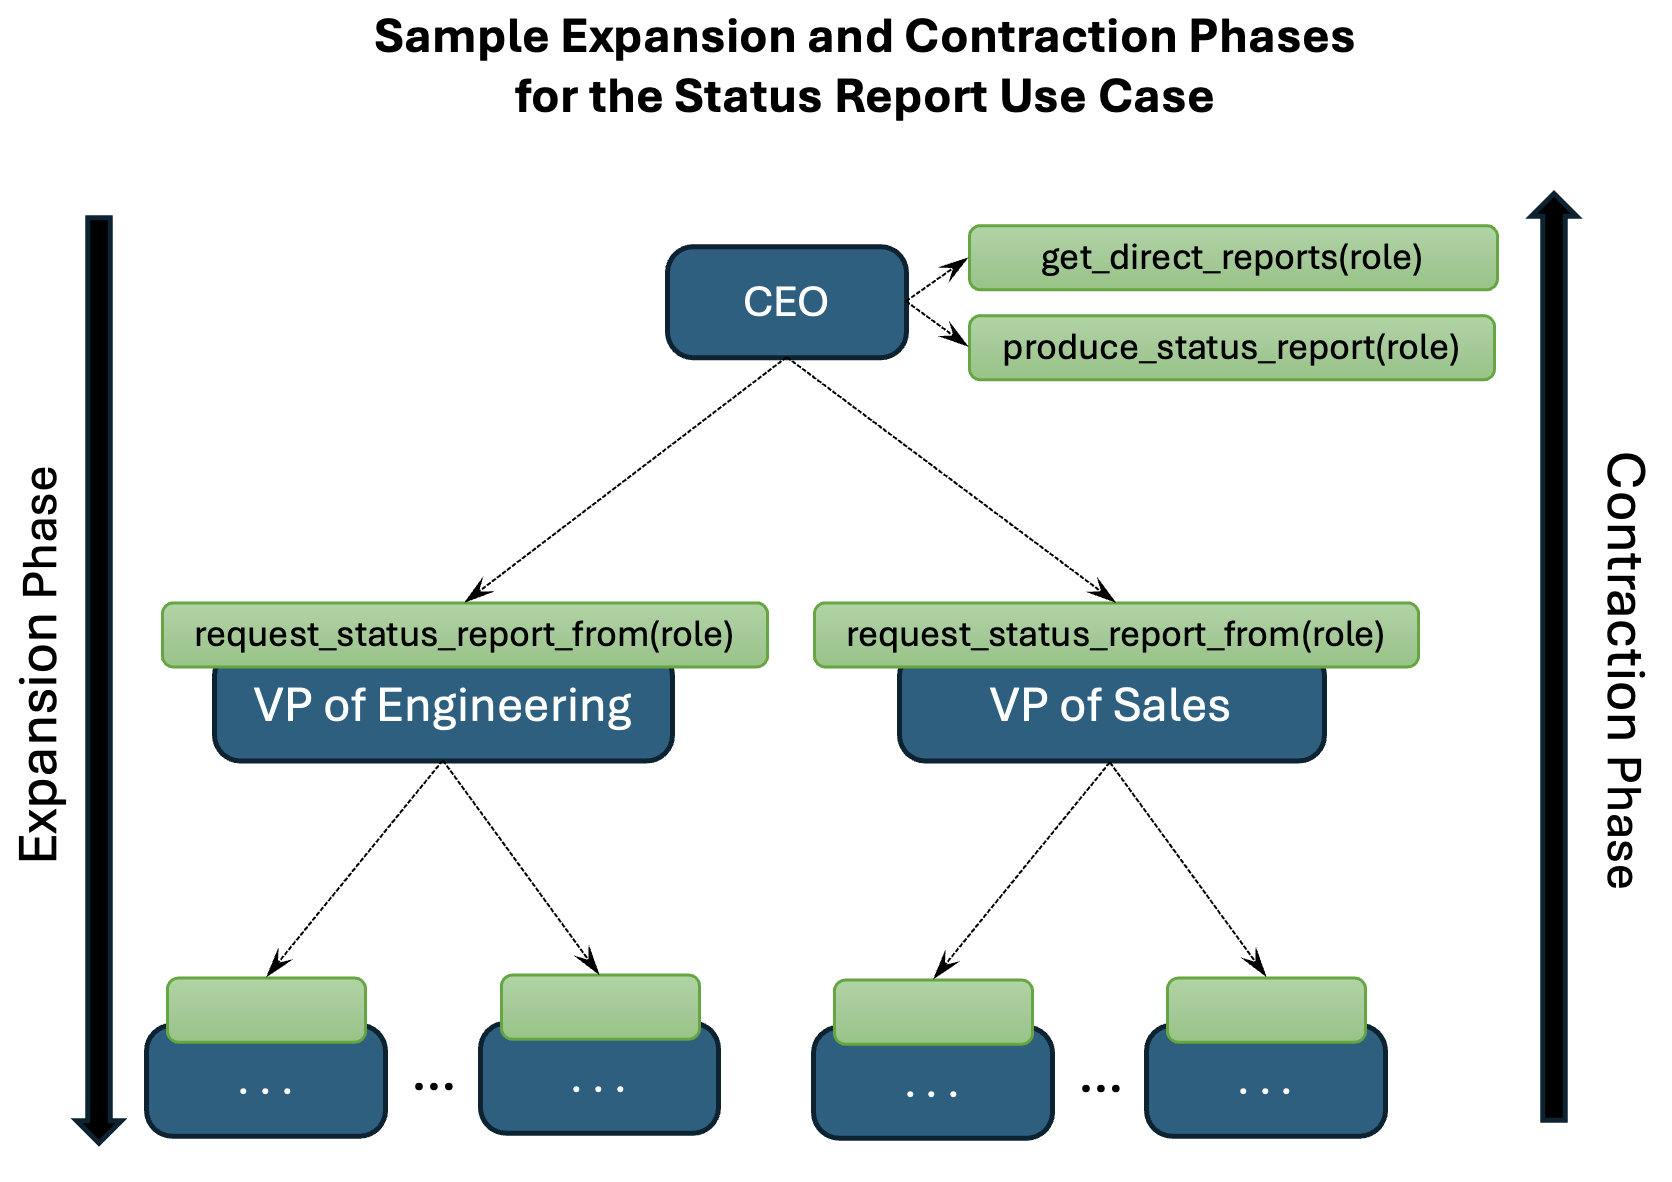 Sample Expansion and Contraction Phases
for the Status Report Use Case
CEO
get_direct_reports(role)
produce_status_report(role)
Expansion Phase
Contraction Phase
request_status_report_from(role)
VP of Engineering
request_status_report_from(role)
VP of Sales
. . .
...
. . .
. . .
...
. . .